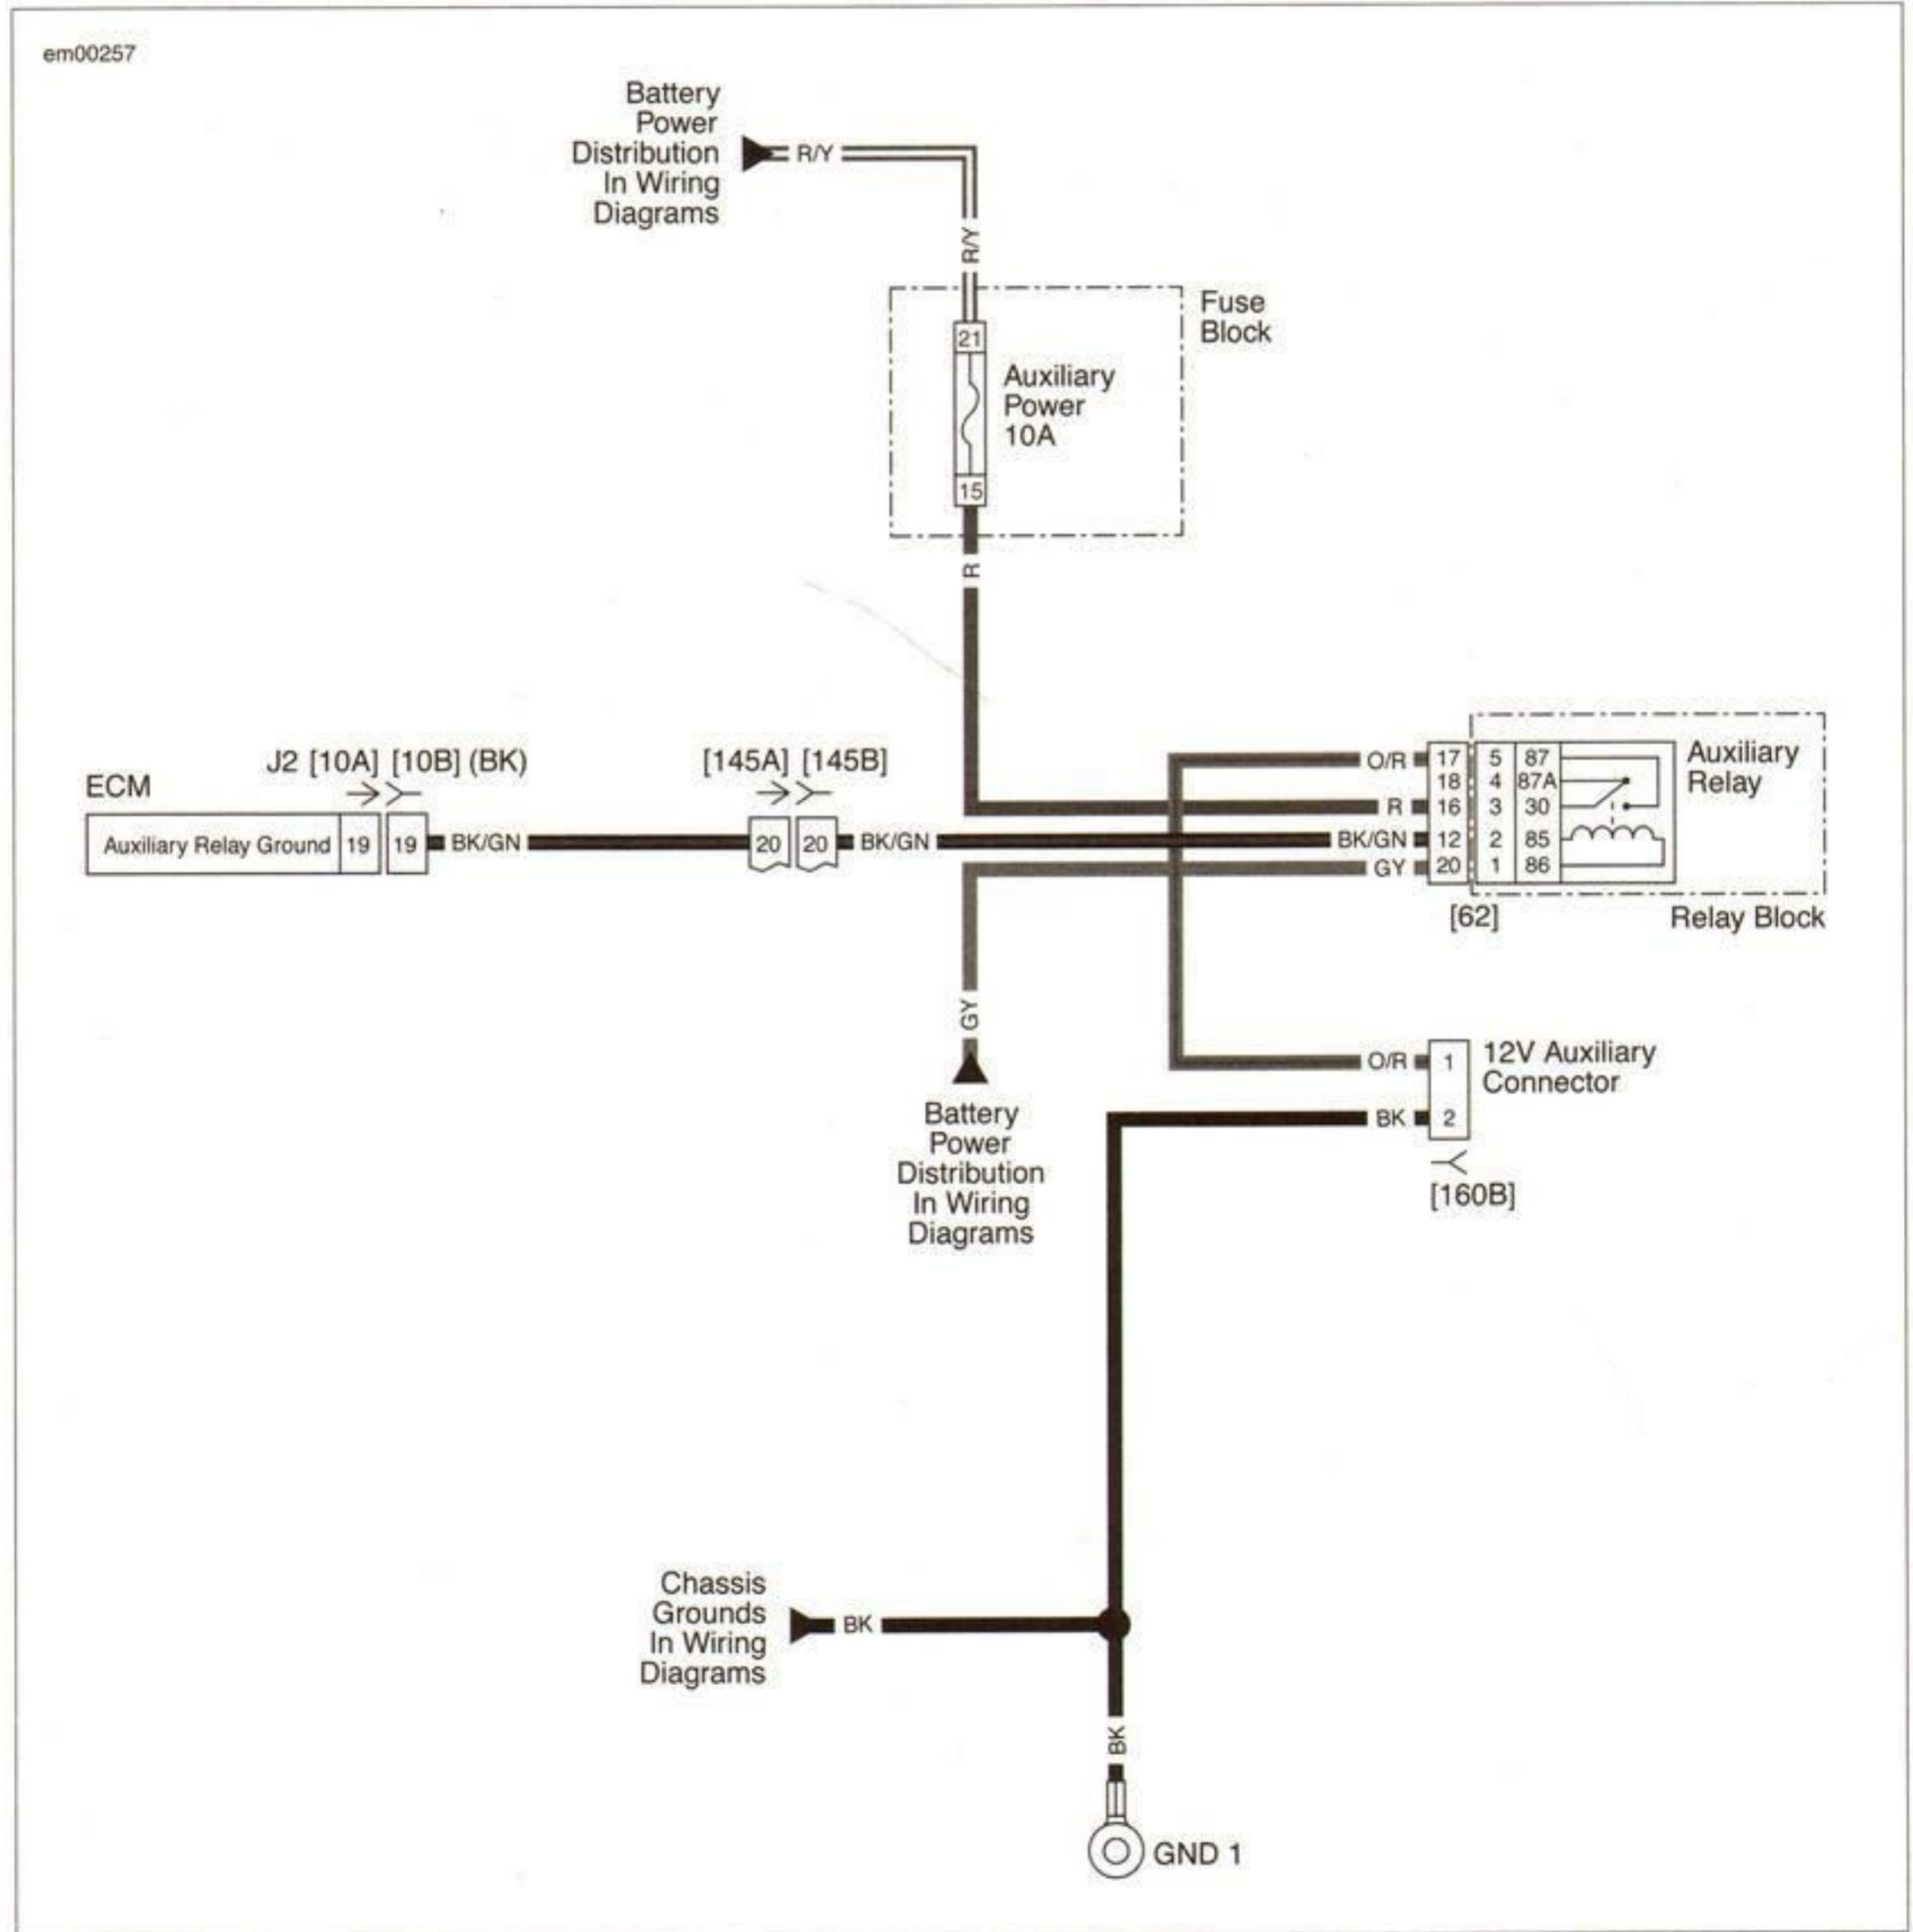 em00257
Battery
Power
Distribution
In Wiring
Diagrams
R/Y
R/Y
Fuse
Block
21
Auxiliary
Power
10A
15
R
J2 [10A] [10B] (BK)
[145A] [145B]
ECM
Auxiliary Relay Ground 19 19 BK/GN 20 20 BK/GN
O/R 17 5 87
18 4 87A
R 16 3 30
BK/GN 12 2 85
GY 20 1 86
Auxiliary
Relay
[62]
Relay Block
GY
Battery
Power
Distribution
In Wiring
Diagrams
O/R 1
BK 2
12V Auxiliary
Connector
[160B]
Chassis
Grounds
In Wiring
Diagrams
BK
BK
GND 1